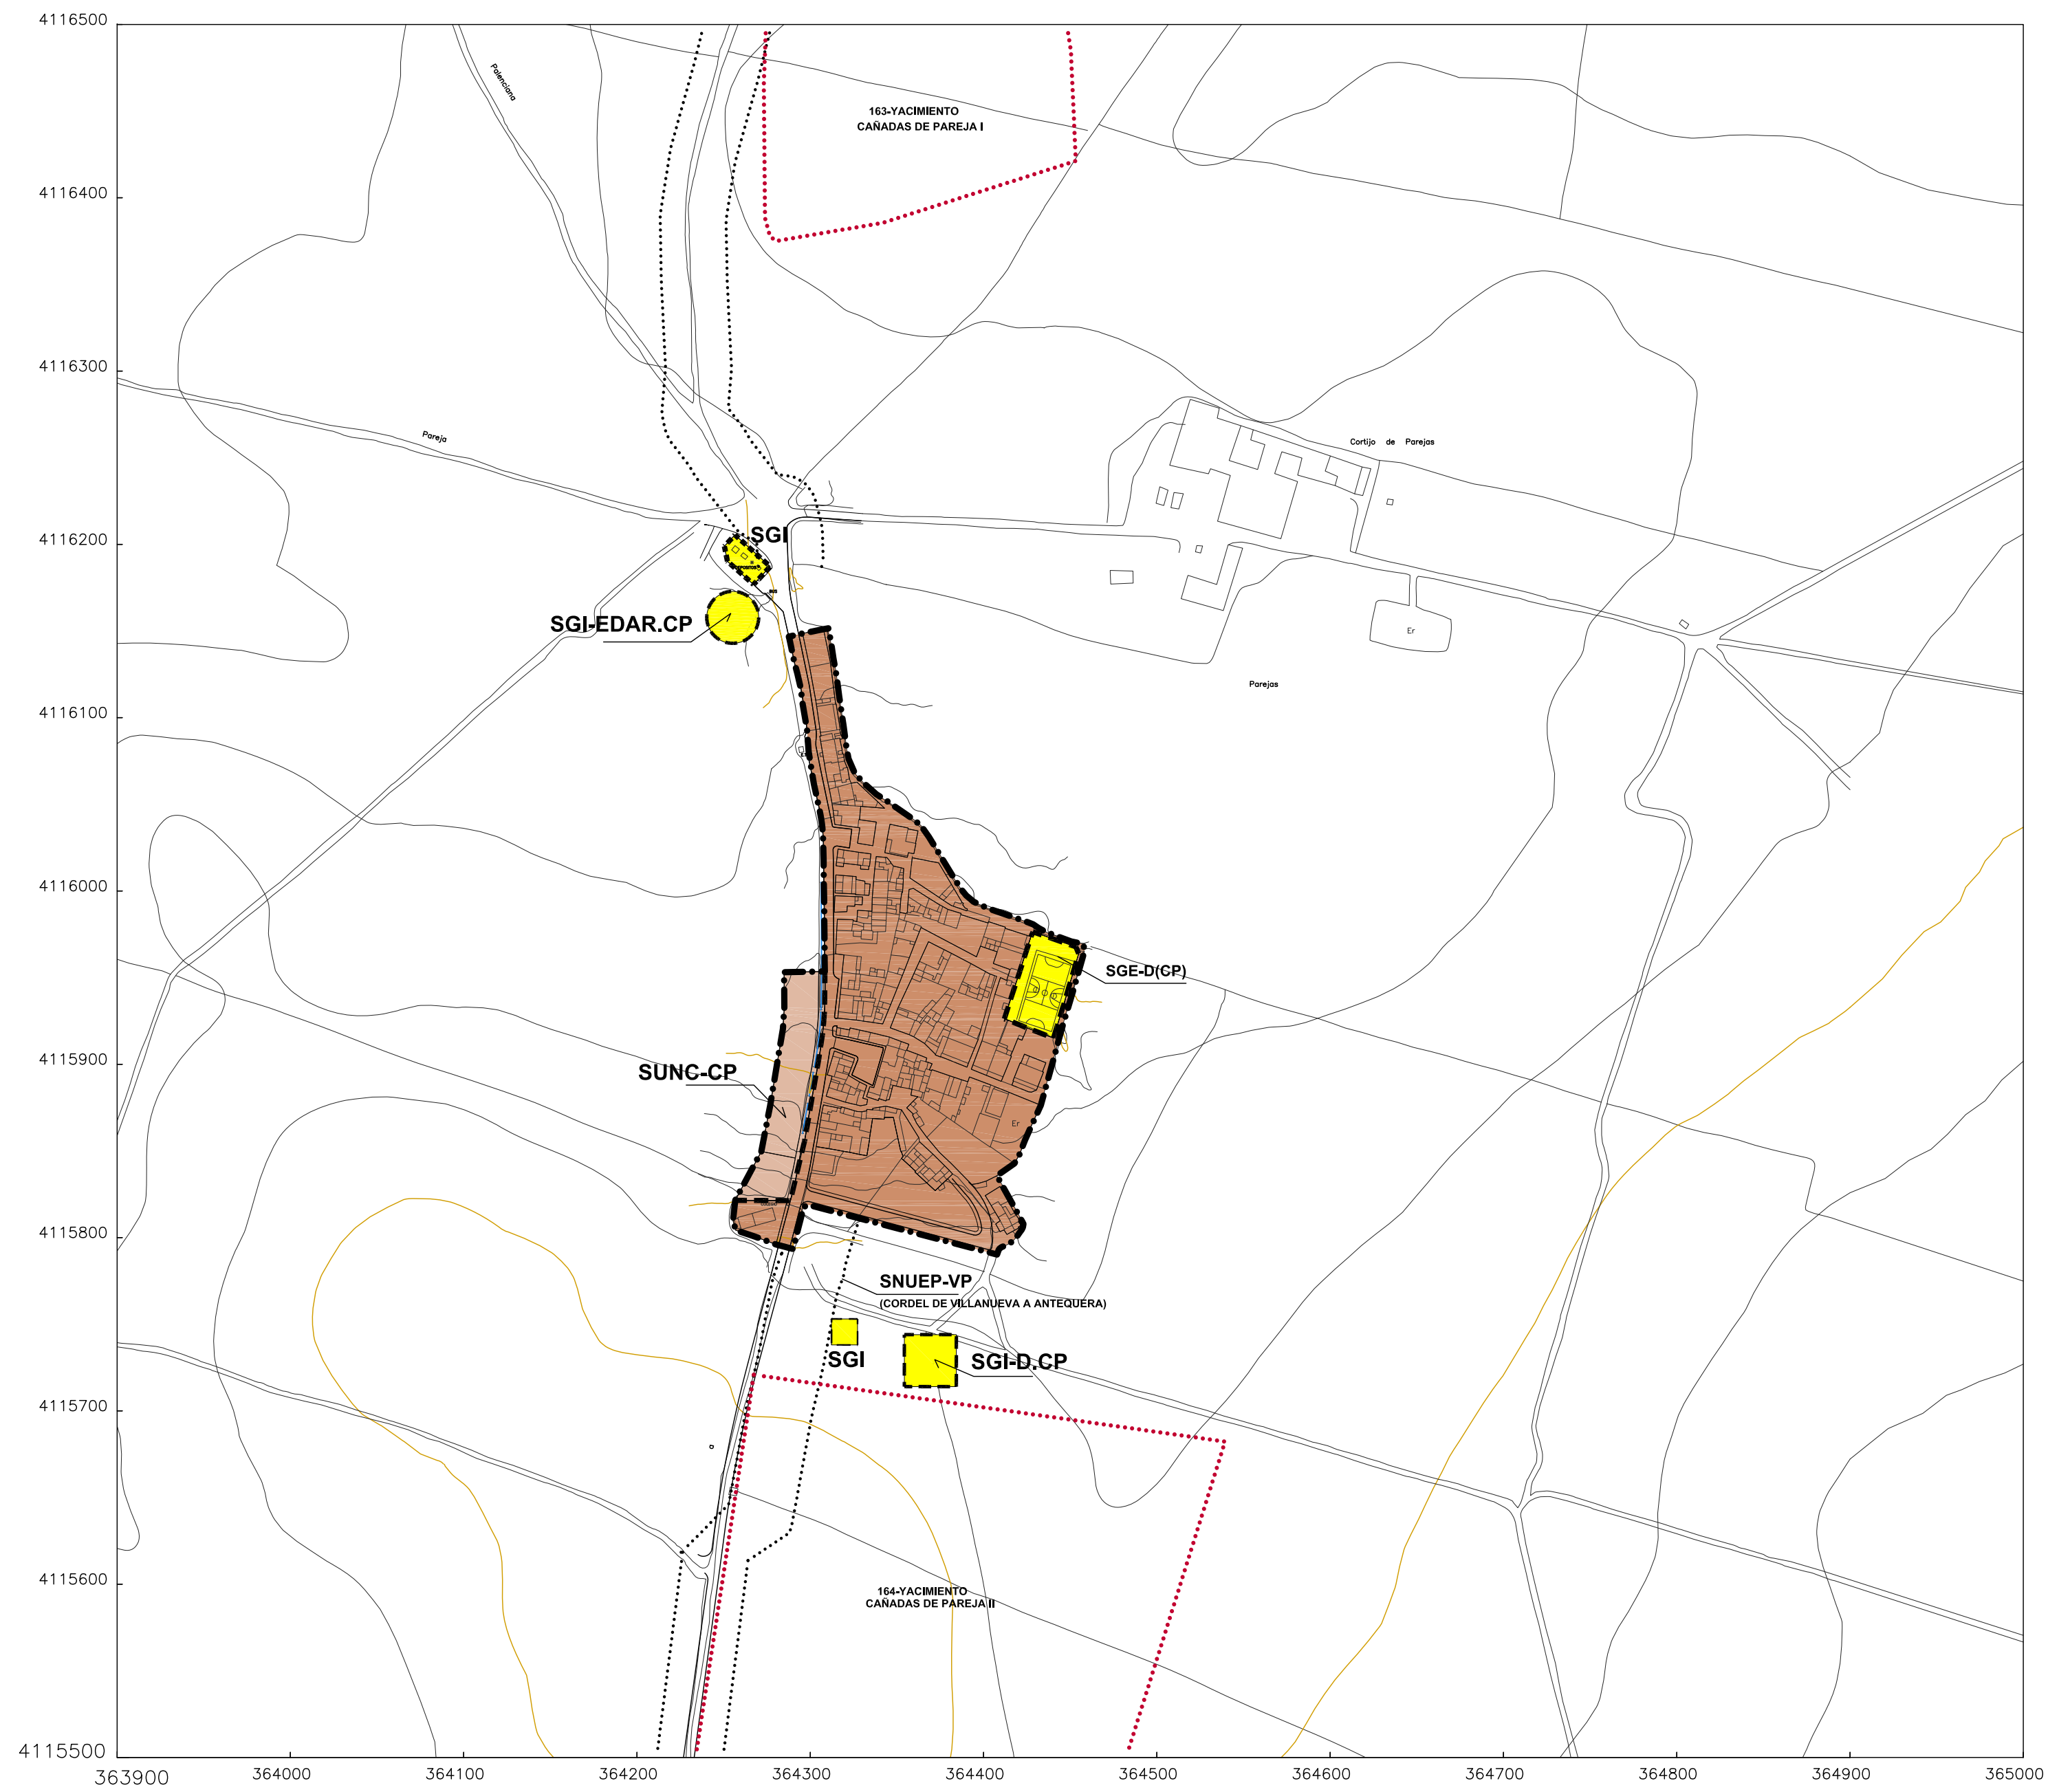 4116500
Palenciana
163-YACIMIENTO
CAÑADAS DE PAREJA I
4116400
4116300
Pareja
Cortijo de Parejas
4116200
SGI
SGI-EDAR.CP
Er
Parejas
4116100
4116000
SGE-D(CP)
4115900
SUNC-CP
Er
4115800
SNUEP-VP
(CORDEL DE VILLANUEVA A ANTEQUERA)
SGI
SGI-D.CP
4115700
4115600
164-YACIMIENTO
CAÑADAS DE PAREJA II
4115500
363900 364000 364100 364200 364300 364400 364500 364600 364700 364800 364900 365000